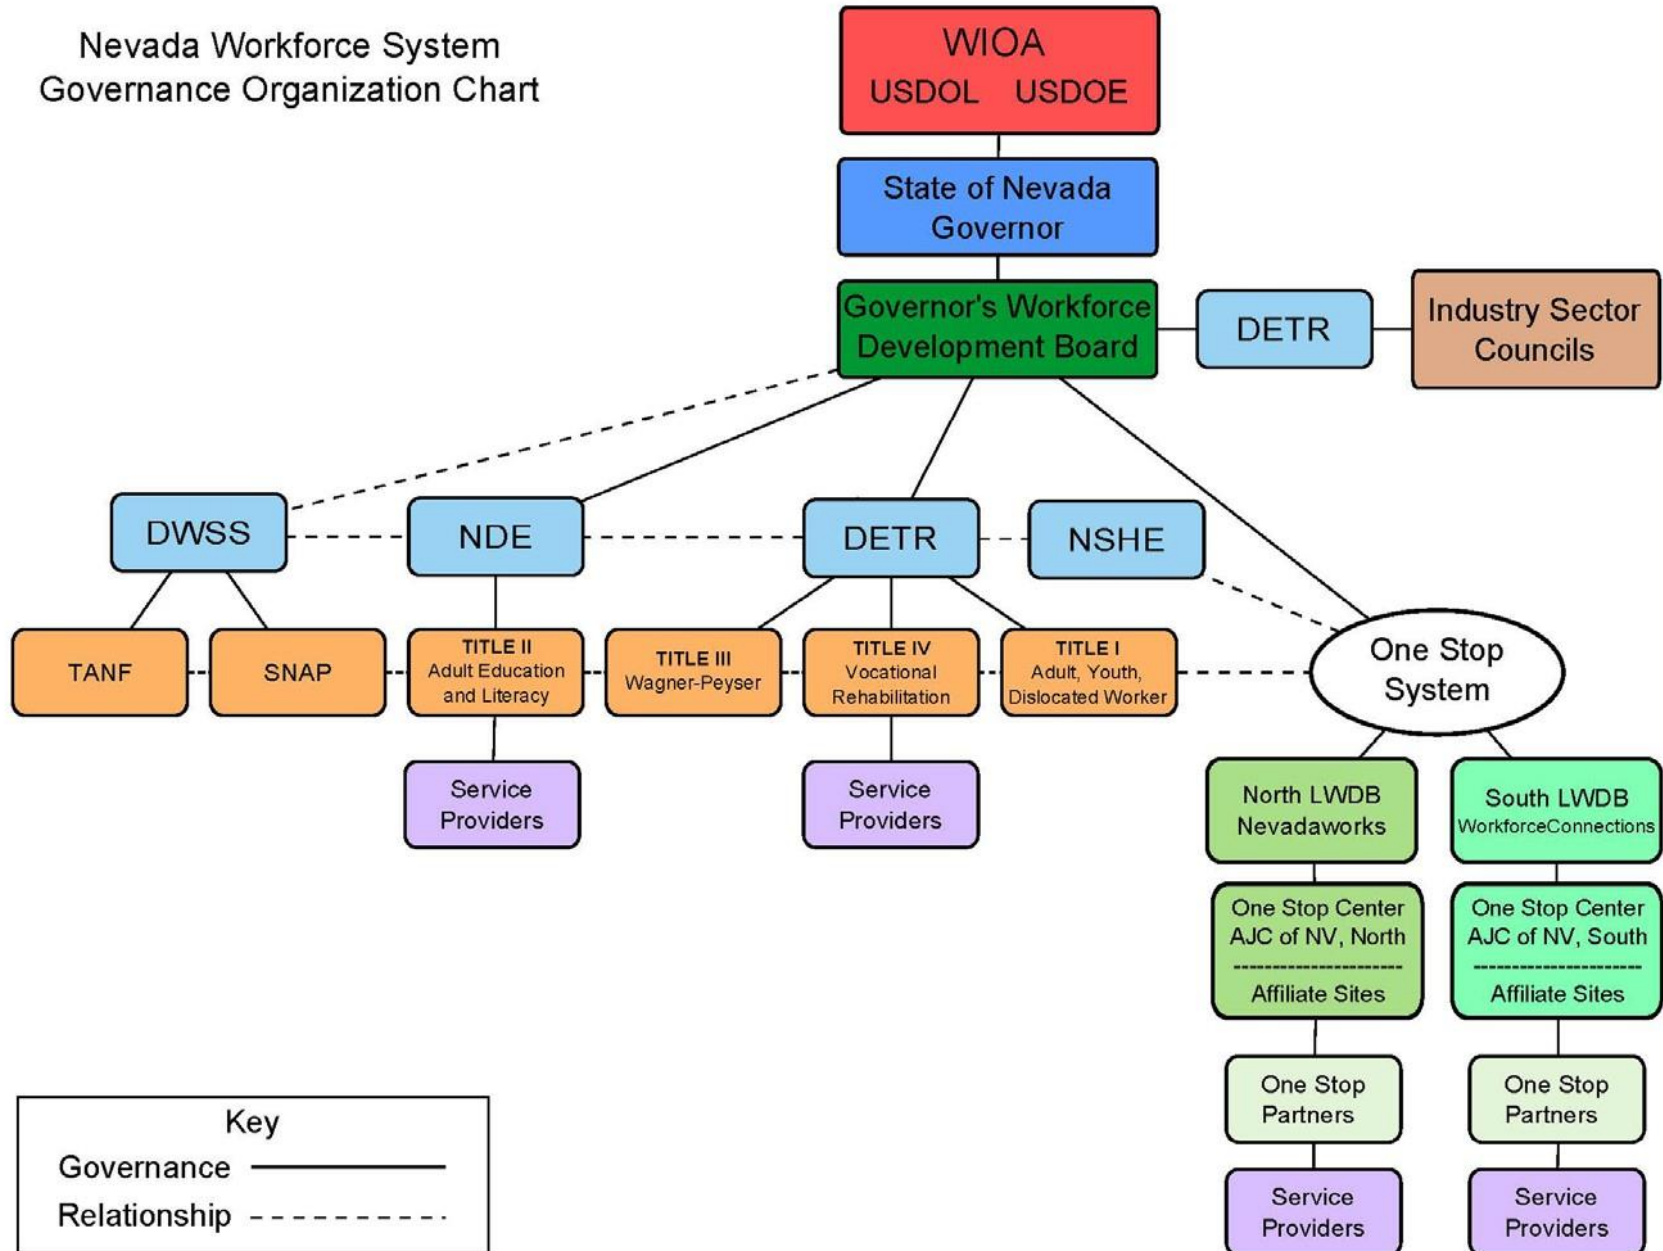 Nevada Workforce System
Governance Organization Chart
WIOA
USDOL USDOE
State of Nevada
Governor
Governor's Workforce
Development Board
DETR
Industry Sector
Councils
DWSS
NDE
DETR
NSHE
TANF
SNAP
TITLE II
Adult Education
and Literacy
TITLE III
Wagner-Peyser
TITLE IV
Vocational
Rehabilitation
TITLE I
Adult, Youth,
Dislocated Worker
One Stop
System
Service
Providers
Service
Providers
North LWDB
Nevadaworks
South LWDB
WorkforceConnections
One Stop Center
AJC of NV, North
Affiliate Sites
One Stop Center
AJC of NV, South
Affiliate Sites
One Stop
Partners
One Stop
Partners
Service
Providers
Service
Providers
Key
Governance
Relationship